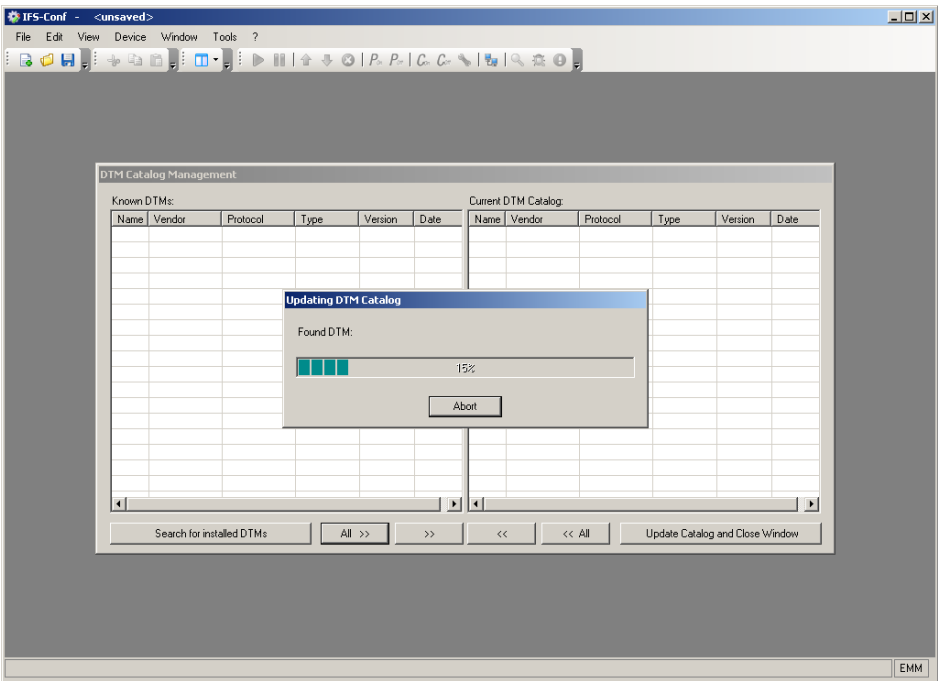 IFS-Conf - <unsaved>
File Edit View Device Window Tools ?
DTM Catalog Management
Known DTMs: Current DTM Catalog:
Name Vendor Protocol Type Version Date Name Vendor Protocol Type Version Date
Updating DTM Catalog
Found DTM:
15%
Abort
Search for installed DTMs All >> >> << << All Update Catalog and Close Window
EMM